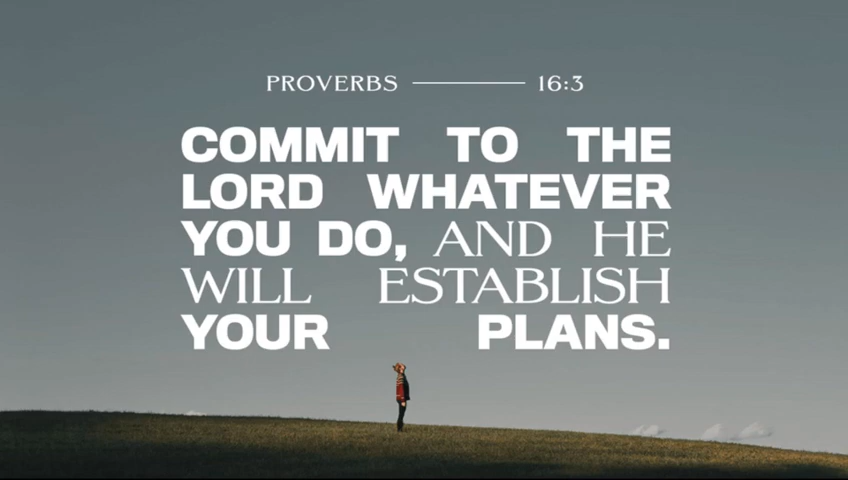 PROVERBS 16:3
COMMIT TO THE
LORD WHATEVER
YOU DO, AND HE
WILL ESTABLISH
YOUR PLANS.